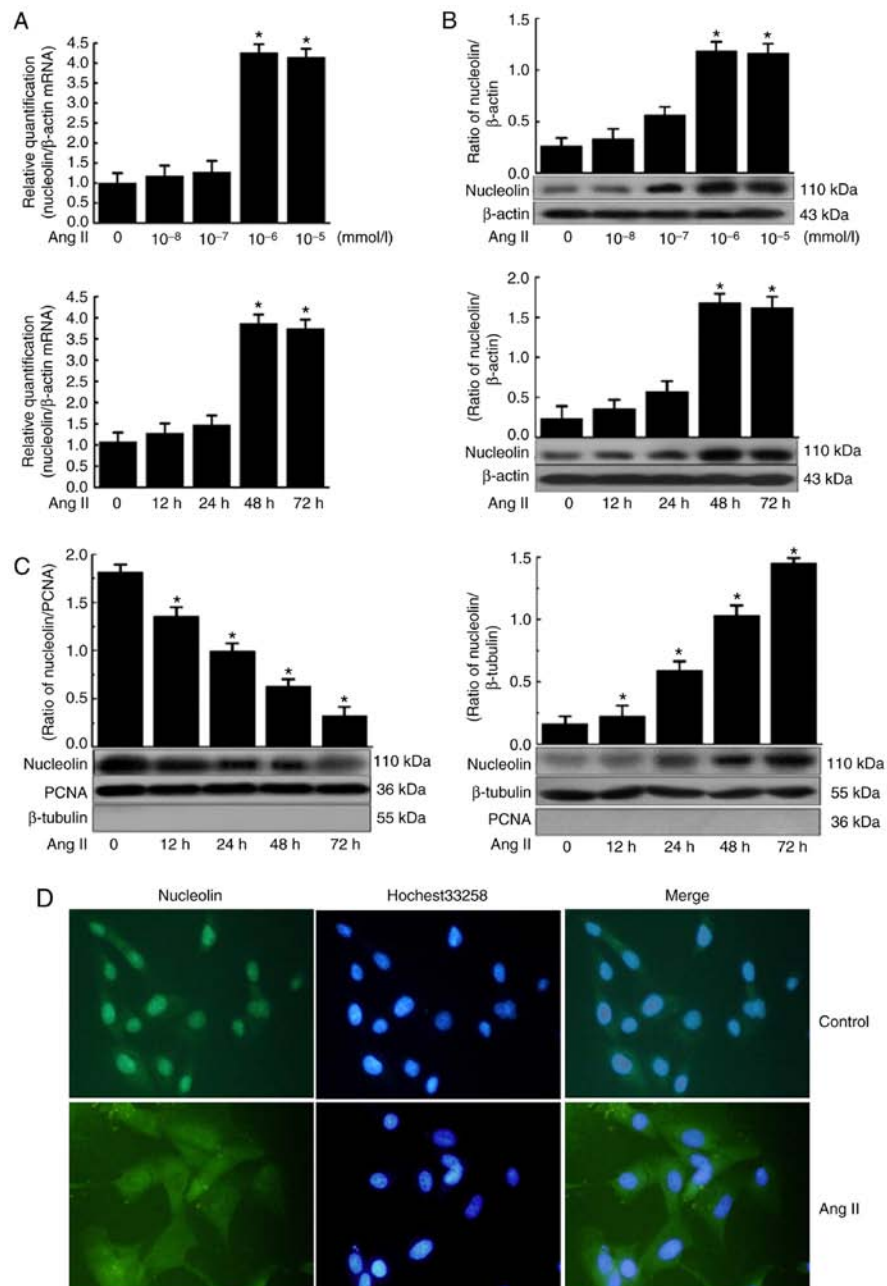 A
Relative quantification
(nucleolin/β-actin mRNA)
4.5
4.0
3.5
3.0
2.5
2.0
1.5
1.0
0.5
0.0
* *
Ang II 0 10⁻⁸ 10⁻⁷ 10⁻⁶ 10⁻⁵ (mmol/l)
B
Ratio of nucleolin/
β-actin
1.5
1.0
0.5
0.0
* *
Nucleolin 110 kDa
β-actin 43 kDa
Ang II 0 10⁻⁸ 10⁻⁷ 10⁻⁶ 10⁻⁵ (mmol/l)
Relative quantification
(nucleolin/β-actin mRNA)
4.5
4.0
3.5
3.0
2.5
2.0
1.5
1.0
0.5
0.0
* *
Ang II 0 12 h 24 h 48 h 72 h
(Ratio of nucleolin/
β-actin)
2.0
1.5
1.0
0.5
0.0
* *
Nucleolin 110 kDa
β-actin 43 kDa
Ang II 0 12 h 24 h 48 h 72 h
C
(Ratio of nucleolin/PCNA)
2.0
1.5
1.0
0.5
0
* * * *
Nucleolin 110 kDa
PCNA 36 kDa
β-tubulin 55 kDa
Ang II 0 12 h 24 h 48 h 72 h
(Ratio of nucleolin/
β-tubulin)
1.5
1.0
0.5
0.0
* * * *
Nucleolin 110 kDa
β-tubulin 55 kDa
PCNA 36 kDa
Ang II 0 12 h 24 h 48 h 72 h
D
Nucleolin Hochest33258 Merge
Control
Ang II